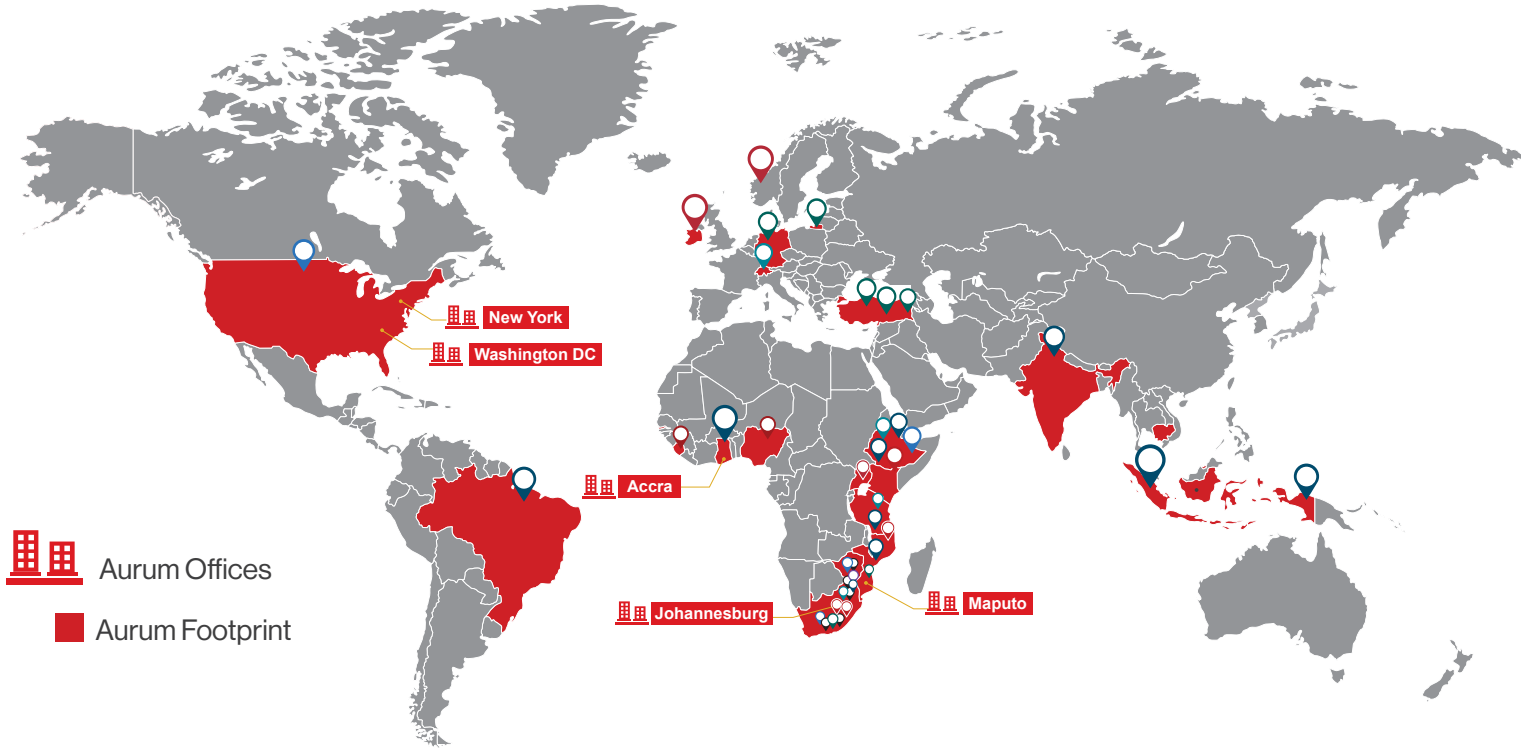 New York
Washington DC
Accra
Aurum Offices
Johannesburg
Maputo
Aurum Footprint